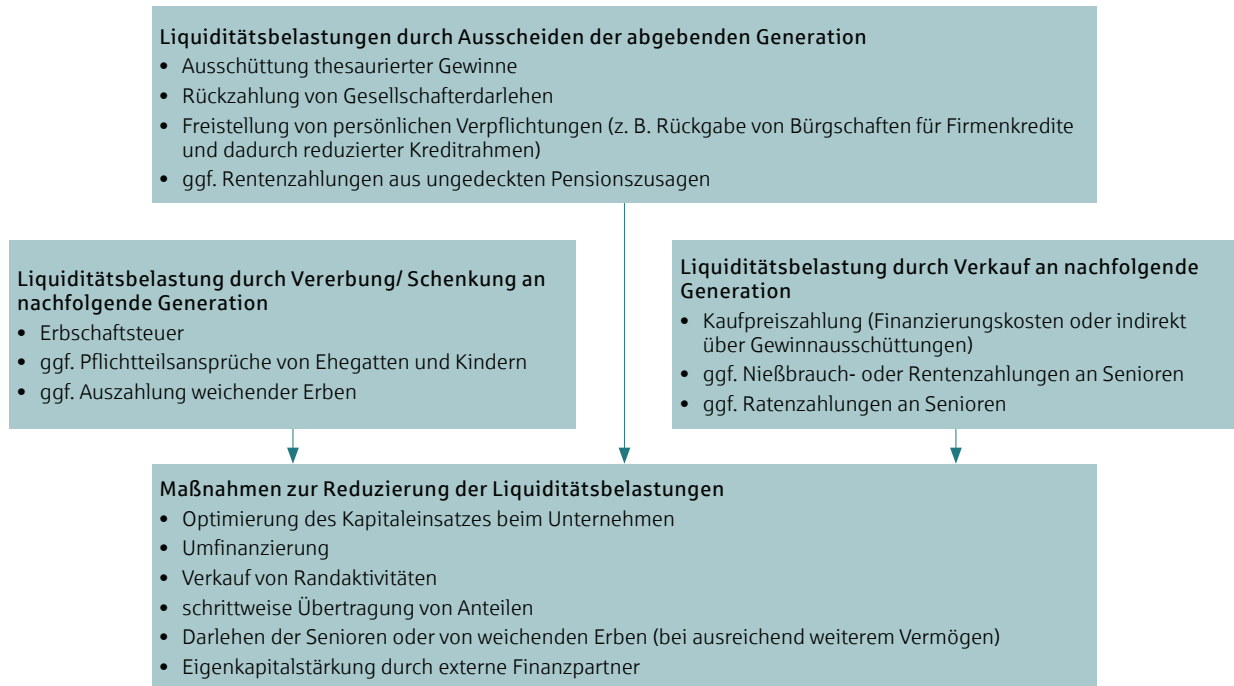 Liquiditätsbelastungen durch Ausscheiden der abgebenden Generation
• Ausschüttung thesaurierter Gewinne
• Rückzahlung von Gesellschafterdarlehen
• Freistellung von persönlichen Verpflichtungen (z. B. Rückgabe von Bürgschaften für Firmenkredite
und dadurch reduzierter Kreditrahmen)
• ggf. Rentenzahlungen aus ungedeckten Pensionszusagen
Liquiditätsbelastung durch Vererbung/ Schenkung an
nachfolgende Generation
• Erbschaftsteuer
• ggf. Pflichtteilsansprüche von Ehegatten und Kindern
• ggf. Auszahlung weichender Erben
Liquiditätsbelastung durch Verkauf an nachfolgende
Generation
• Kaufpreiszahlung (Finanzierungskosten oder indirekt
über Gewinnausschüttungen)
• ggf. Nießbrauch- oder Rentenzahlungen an Senioren
• ggf. Ratenzahlungen an Senioren
Maßnahmen zur Reduzierung der Liquiditätsbelastungen
• Optimierung des Kapitaleinsatzes beim Unternehmen
• Umfinanzierung
• Verkauf von Randaktivitäten
• schrittweise Übertragung von Anteilen
• Darlehen der Senioren oder von weichenden Erben (bei ausreichend weiterem Vermögen)
• Eigenkapitalstärkung durch externe Finanzpartner